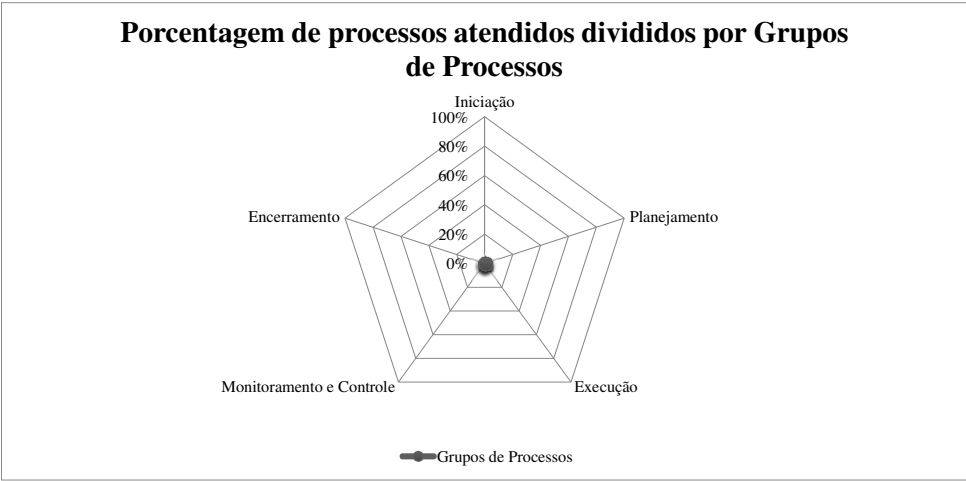 Porcentagem de processos atendidos divididos por Grupos
de Processos
Iniciação
100%
80%
60%
40%
20%
0%
Encerramento
Planejamento
Monitoramento e Controle
Execução
Grupos de Processos